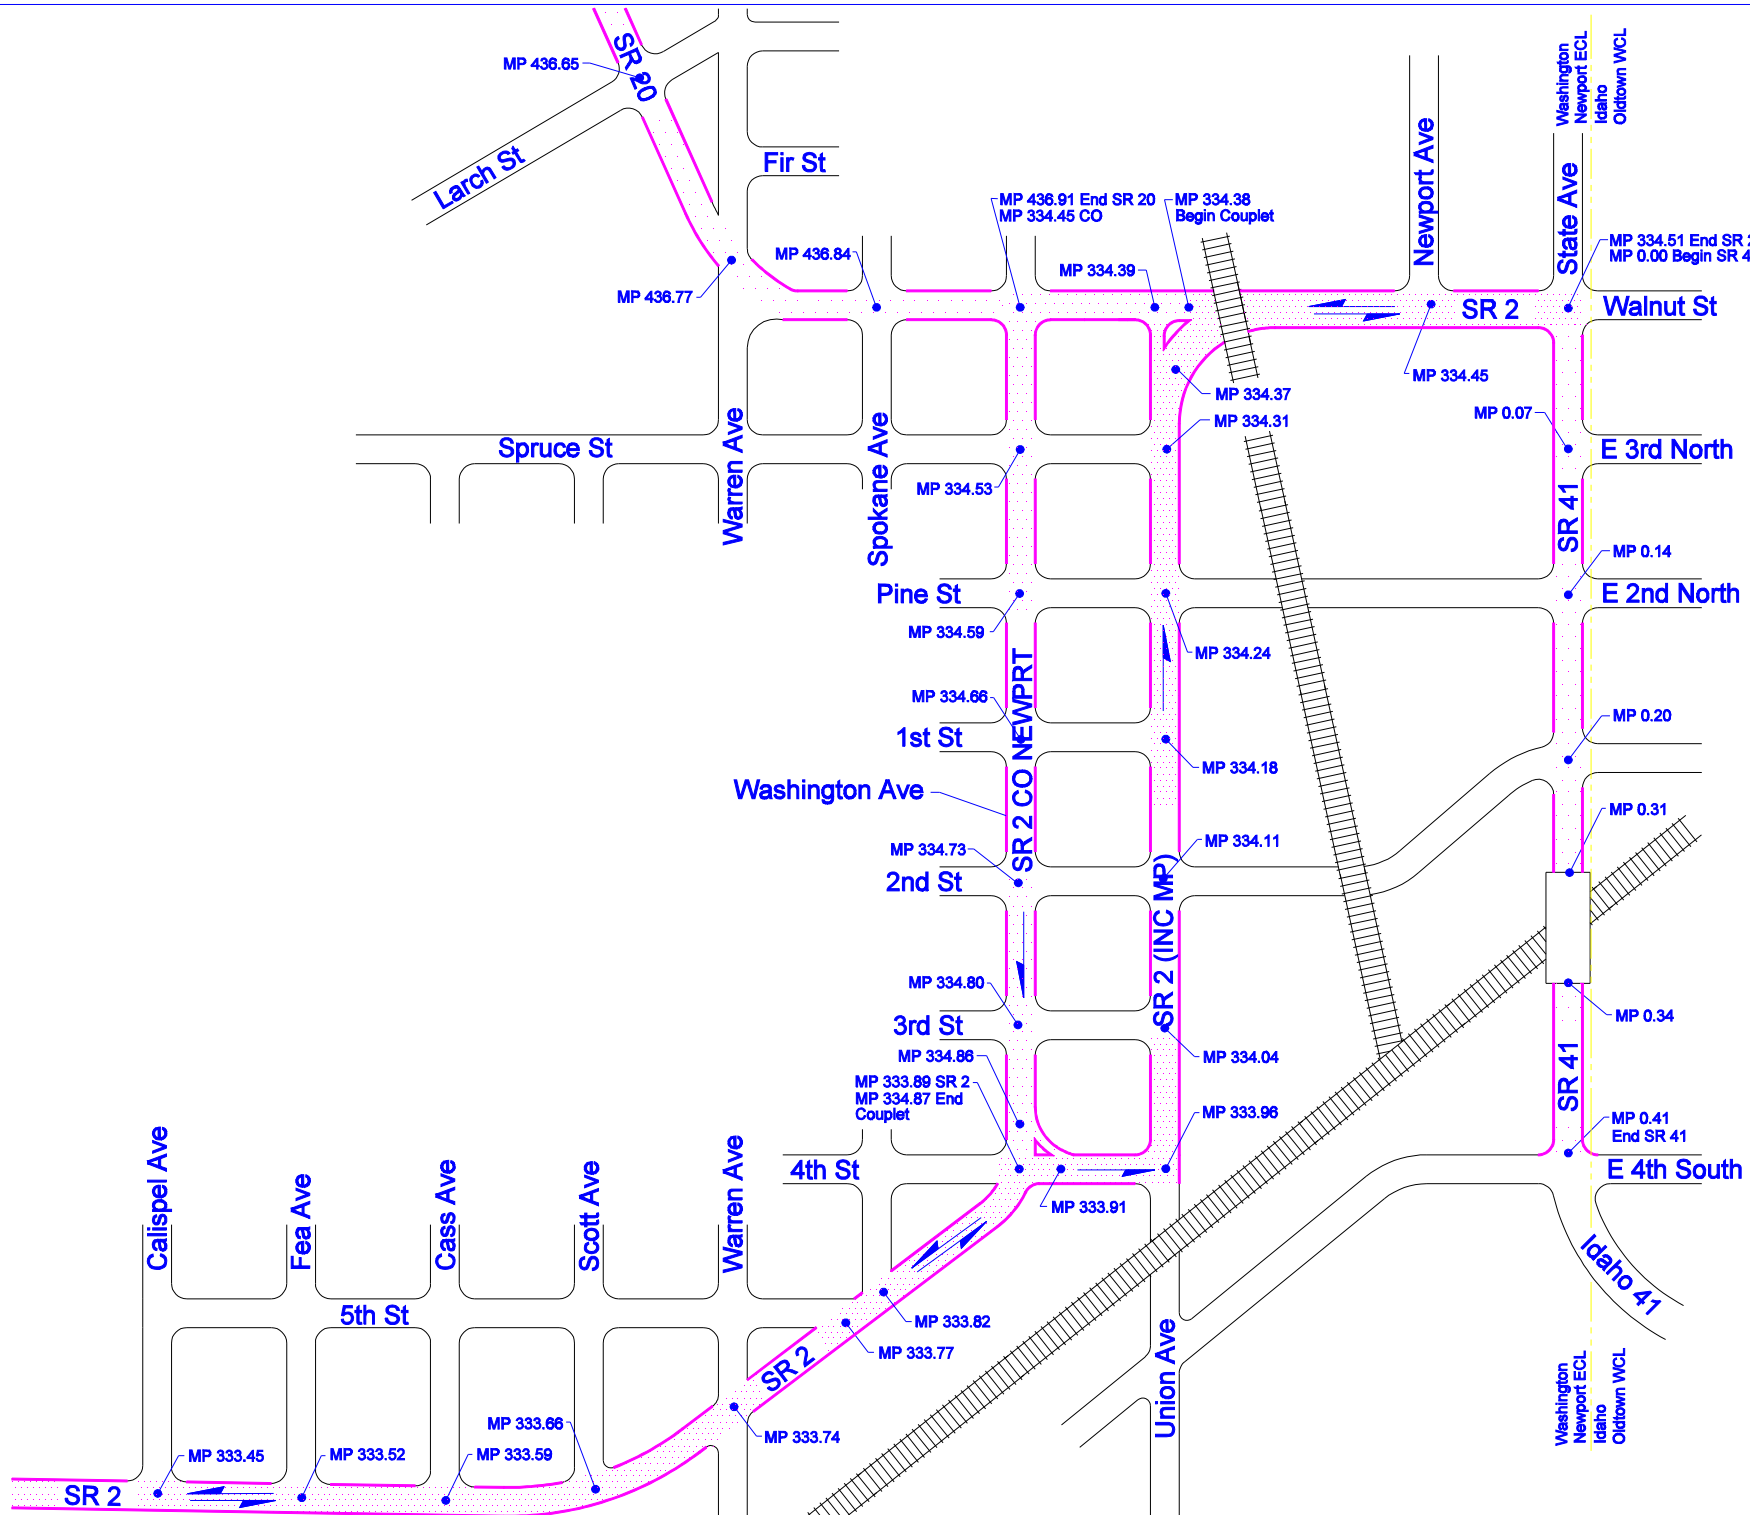 SR 20
MP 436.65
Larch St
Fir St
Washington
Newport ECL
Idaho
Oldtown WCL
Newport Ave
State Ave
MP 436.91 End SR 20
MP 334.45 CO
MP 334.38
Begin Couplet
MP 436.84
MP 334.39
MP 436.77
MP 334.51 End SR
MP 0.00 Begin SR
SR 2
Walnut St
MP 334.45
MP 334.37
MP 0.07
MP 334.31
Spruce St
Warren Ave
Spokane Ave
MP 334.53
E 3rd North
SR 41
MP 0.14
Pine St
E 2nd North
MP 334.59
MP 334.24
MP 334.66
SR 2 CO NEWPRT
1st St
MP 0.20
MP 334.18
Washington Ave
MP 0.31
MP 334.73
MP 334.11
2nd St
SR 2 (INC MP)
MP 334.80
3rd St
MP 0.34
MP 334.86
MP 334.04
MP 333.89 SR 2
MP 334.87 End
Couplet
SR 41
MP 333.96
MP 0.41
End SR 41
4th St
E 4th South
MP 333.91
Calispel Ave
Fea Ave
Cass Ave
Scott Ave
Warren Ave
Idaho 41
5th St
MP 333.82
MP 333.77
SR 2
Union Ave
Washington
Newport ECL
Idaho
Oldtown WCL
MP 333.66
MP 333.74
MP 333.45
MP 333.52
MP 333.59
SR 2